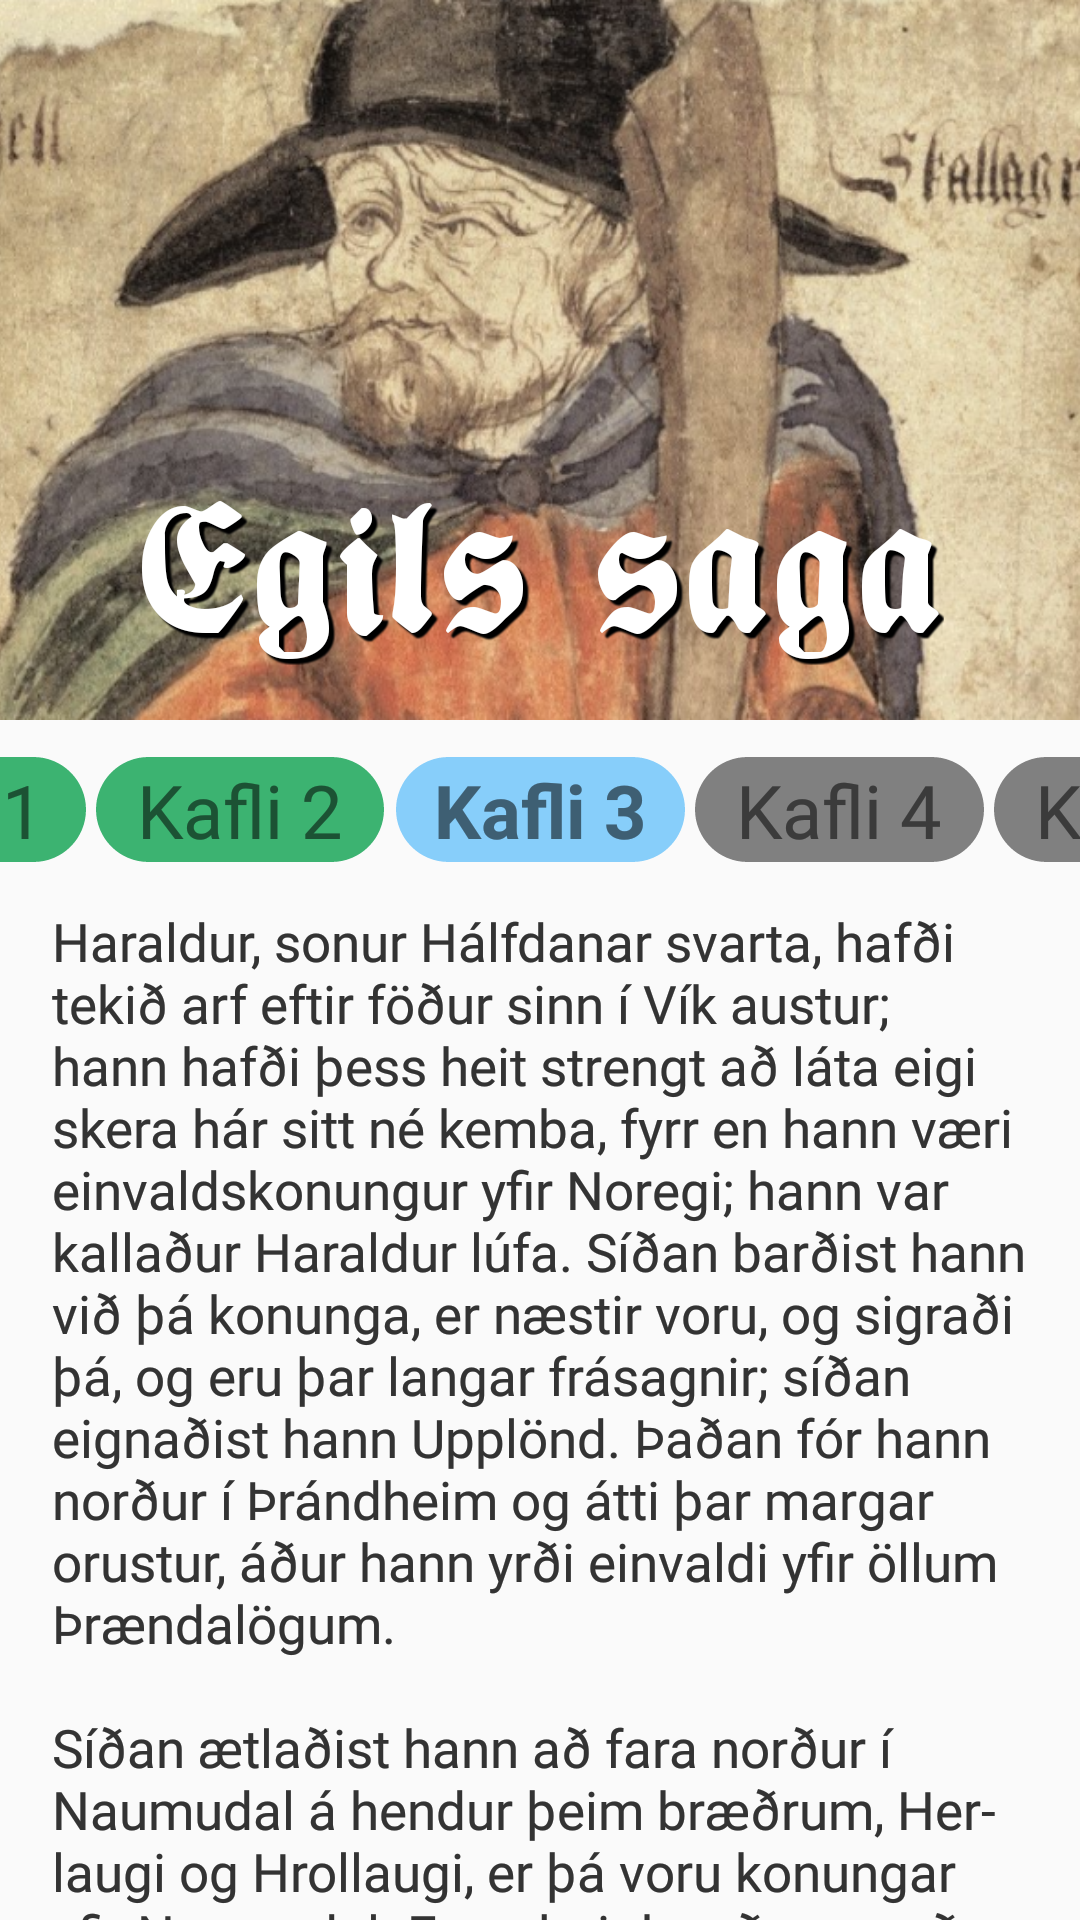 ell
Skallagr
Egils saga
1
Kafli 2
Kafli 3
Kafli 4
K
Haraldur, sonur Hálfdanar svarta, hafði
tekið arf eftir föður sinn í Vík austur;
hann hafði þess heit strengt að láta eigi
skera hár sitt né kemba, fyrr en hann væri
einvaldskonungur yfir Noregi; hann var
kallaður Haraldur lúfa. Síðan barðist hann
við þá konunga, er næstir voru, og sigraði
þá, og eru þar langar frásagnir; síðan
eignaðist hann Upplönd. Þaðan fór hann
norður í Þrándheim og átti þar margar
orustur, áður hann yrði einvaldi yfir öllum
Þrændalögum.
Síðan ætlaðist hann að fara norður í
Naumudal á hendur þeim bræðrum, Her-
laugi og Hrollaugi, er þá voru konungar